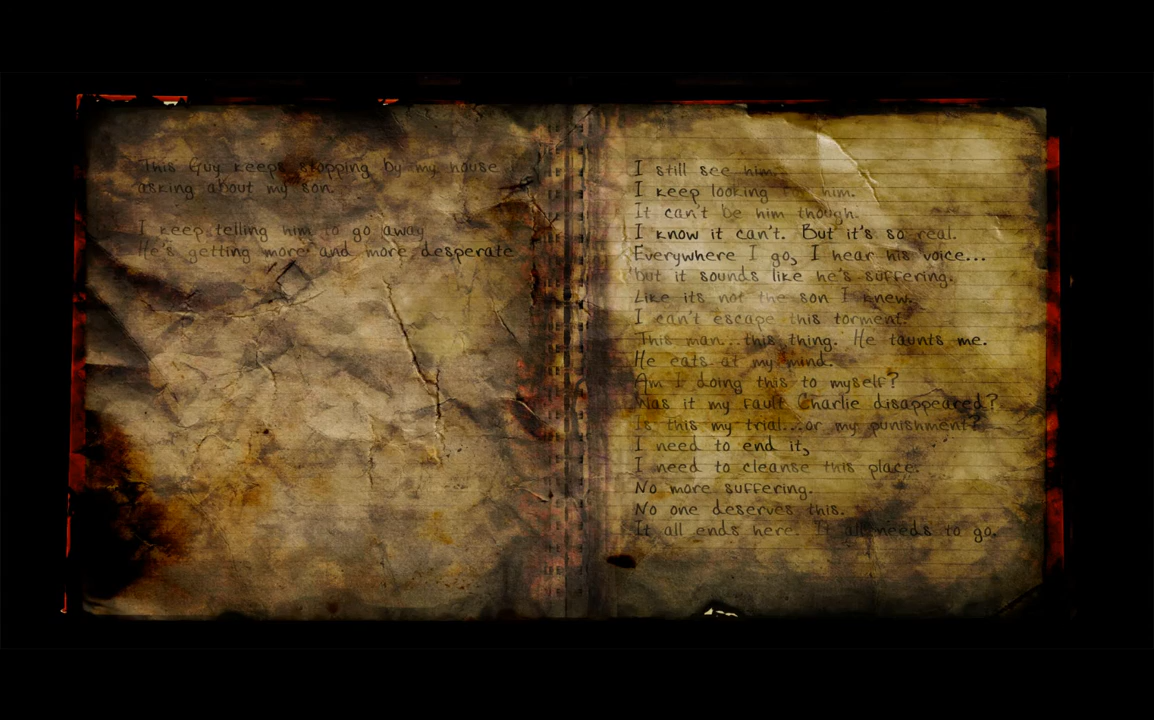 This Guy keeps stopping by my house
asking about my son.
I keep telling him to go away
He's getting more and more desperate
I still see him.
I keep looking for him.
It can't be him though.
I know it can't. But it's so real.
Everywhere I go, I hear his voice...
but it sounds like he's suffering.
Like its not the son I knew.
I can't escape this torment.
This man...this thing. He taunts me.
He eats at my mind.
Am I doing this to myself?
Was it my fault Charlie disappeared?
Is this my trial...or my punishment?
I need to end it,
I need to cleanse this place.
No more suffering.
No one deserves this.
It all ends here. It all needs to go.